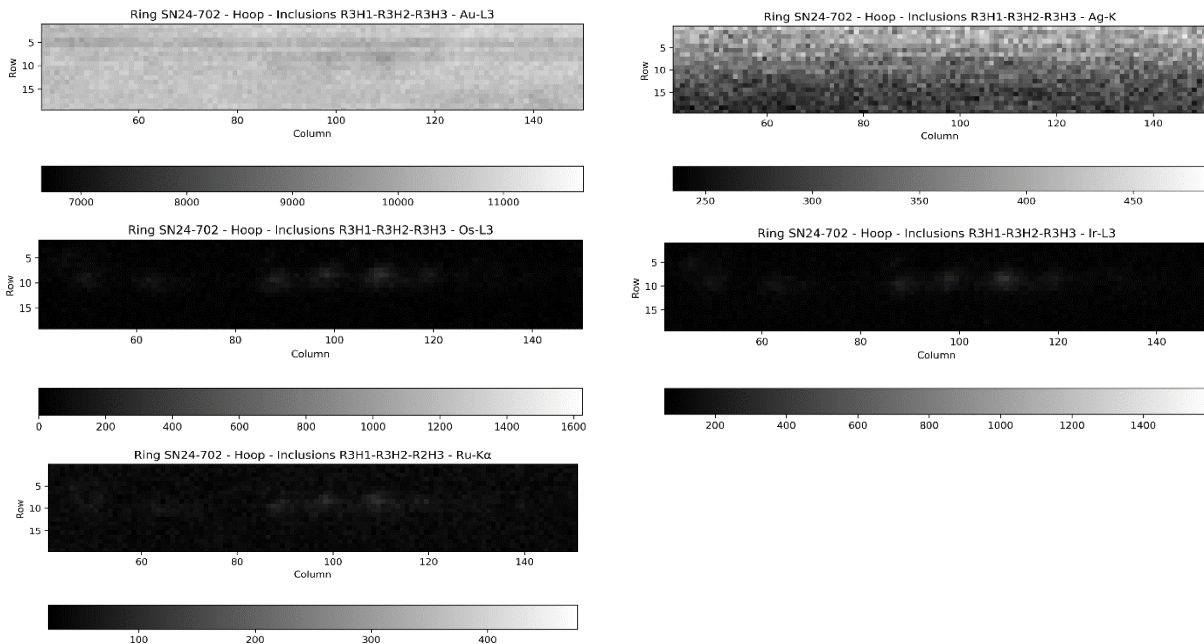 Ring SN24-702 - Hoop - Inclusions R3H1-R3H2-R3H3 - Au-L3
Row
5
10
15
60 80 100 120 140
Column
7000 8000 9000 10000 11000
Ring SN24-702 - Hoop - Inclusions R3H1-R3H2-R3H3 - Ag-K
Row
5
10
15
60 80 100 120 140
Column
250 300 350 400 450
Ring SN24-702 - Hoop - Inclusions R3H1-R3H2-R3H3 - Os-L3
Row
5
10
15
60 80 100 120 140
Column
0 200 400 600 800 1000 1200 1400 1600
Ring SN24-702 - Hoop - Inclusions R3H1-R3H2-R3H3 - Ir-L3
Row
5
10
15
60 80 100 120 140
Column
200 400 600 800 1000 1200 1400
Ring SN24-702 - Hoop - Inclusions R3H1-R3H2-R2H3 - Ru-Kα
Row
5
10
15
60 80 100 120 140
Column
100 200 300 400